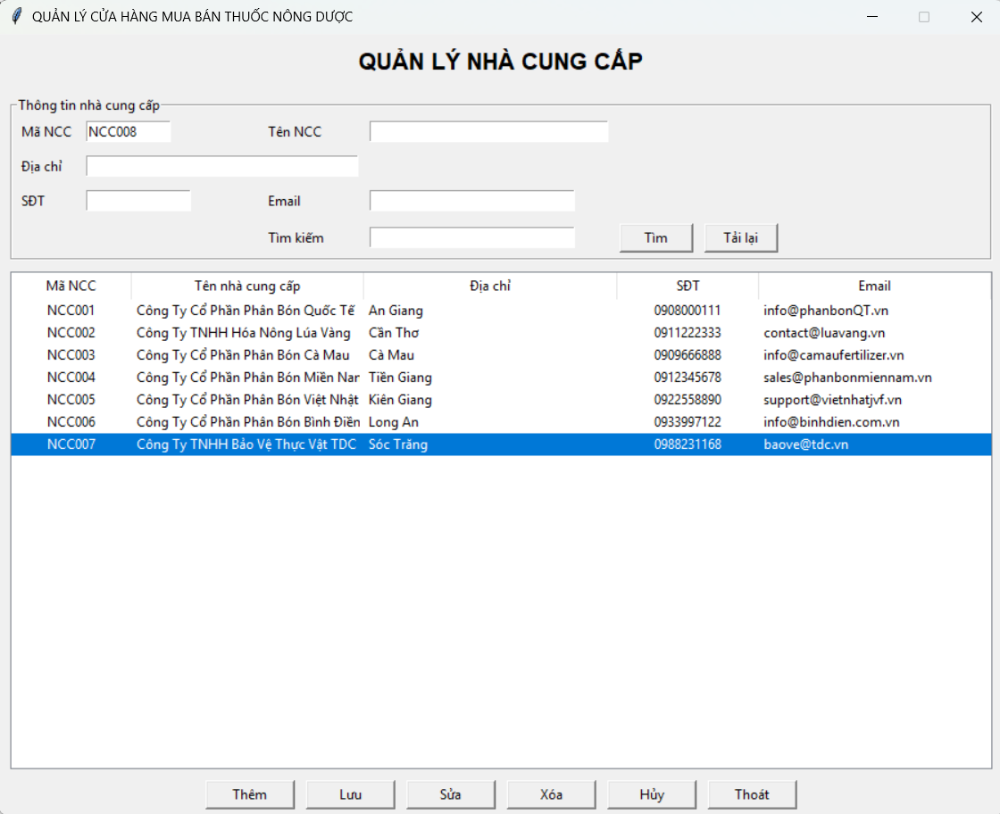 QUẢN LÝ CỬA HÀNG MUA BÁN THUỐC NÔNG DƯỢC
QUẢN LÝ NHÀ CUNG CẤP
Thông tin nhà cung cấp
Mã NCC NCC008 Tên NCC
Địa chỉ
SĐT Email
Tìm kiếm Tìm Tải lại
Mã NCC Tên nhà cung cấp Địa chỉ SĐT Email
NCC001 Công Ty Cổ Phần Phân Bón Quốc Tế An Giang 0908000111 info@phanbonQT.vn
NCC002 Công Ty TNHH Hóa Nông Lúa Vàng Cần Thơ 0911222333 contact@luavang.vn
NCC003 Công Ty Cổ Phần Phân Bón Cà Mau Cà Mau 0909666888 info@camaufertilizer.vn
NCC004 Công Ty Cổ Phần Phân Bón Miền Nar Tiền Giang 0912345678 sales@phanbonmiennam.vn
NCC005 Công Ty Cổ Phần Phân Bón Việt Nhật Kiên Giang 0922558890 support@vietnhatjvf.vn
NCC006 Công Ty Cổ Phần Phân Bón Bình Điền Long An 0933997122 info@binhdien.com.vn
NCC007 Công Ty TNHH Bảo Vệ Thực Vật TDC Sóc Trăng 0988231168 baove@tdc.vn
Thêm Lưu Sửa Xóa Hủy Thoát